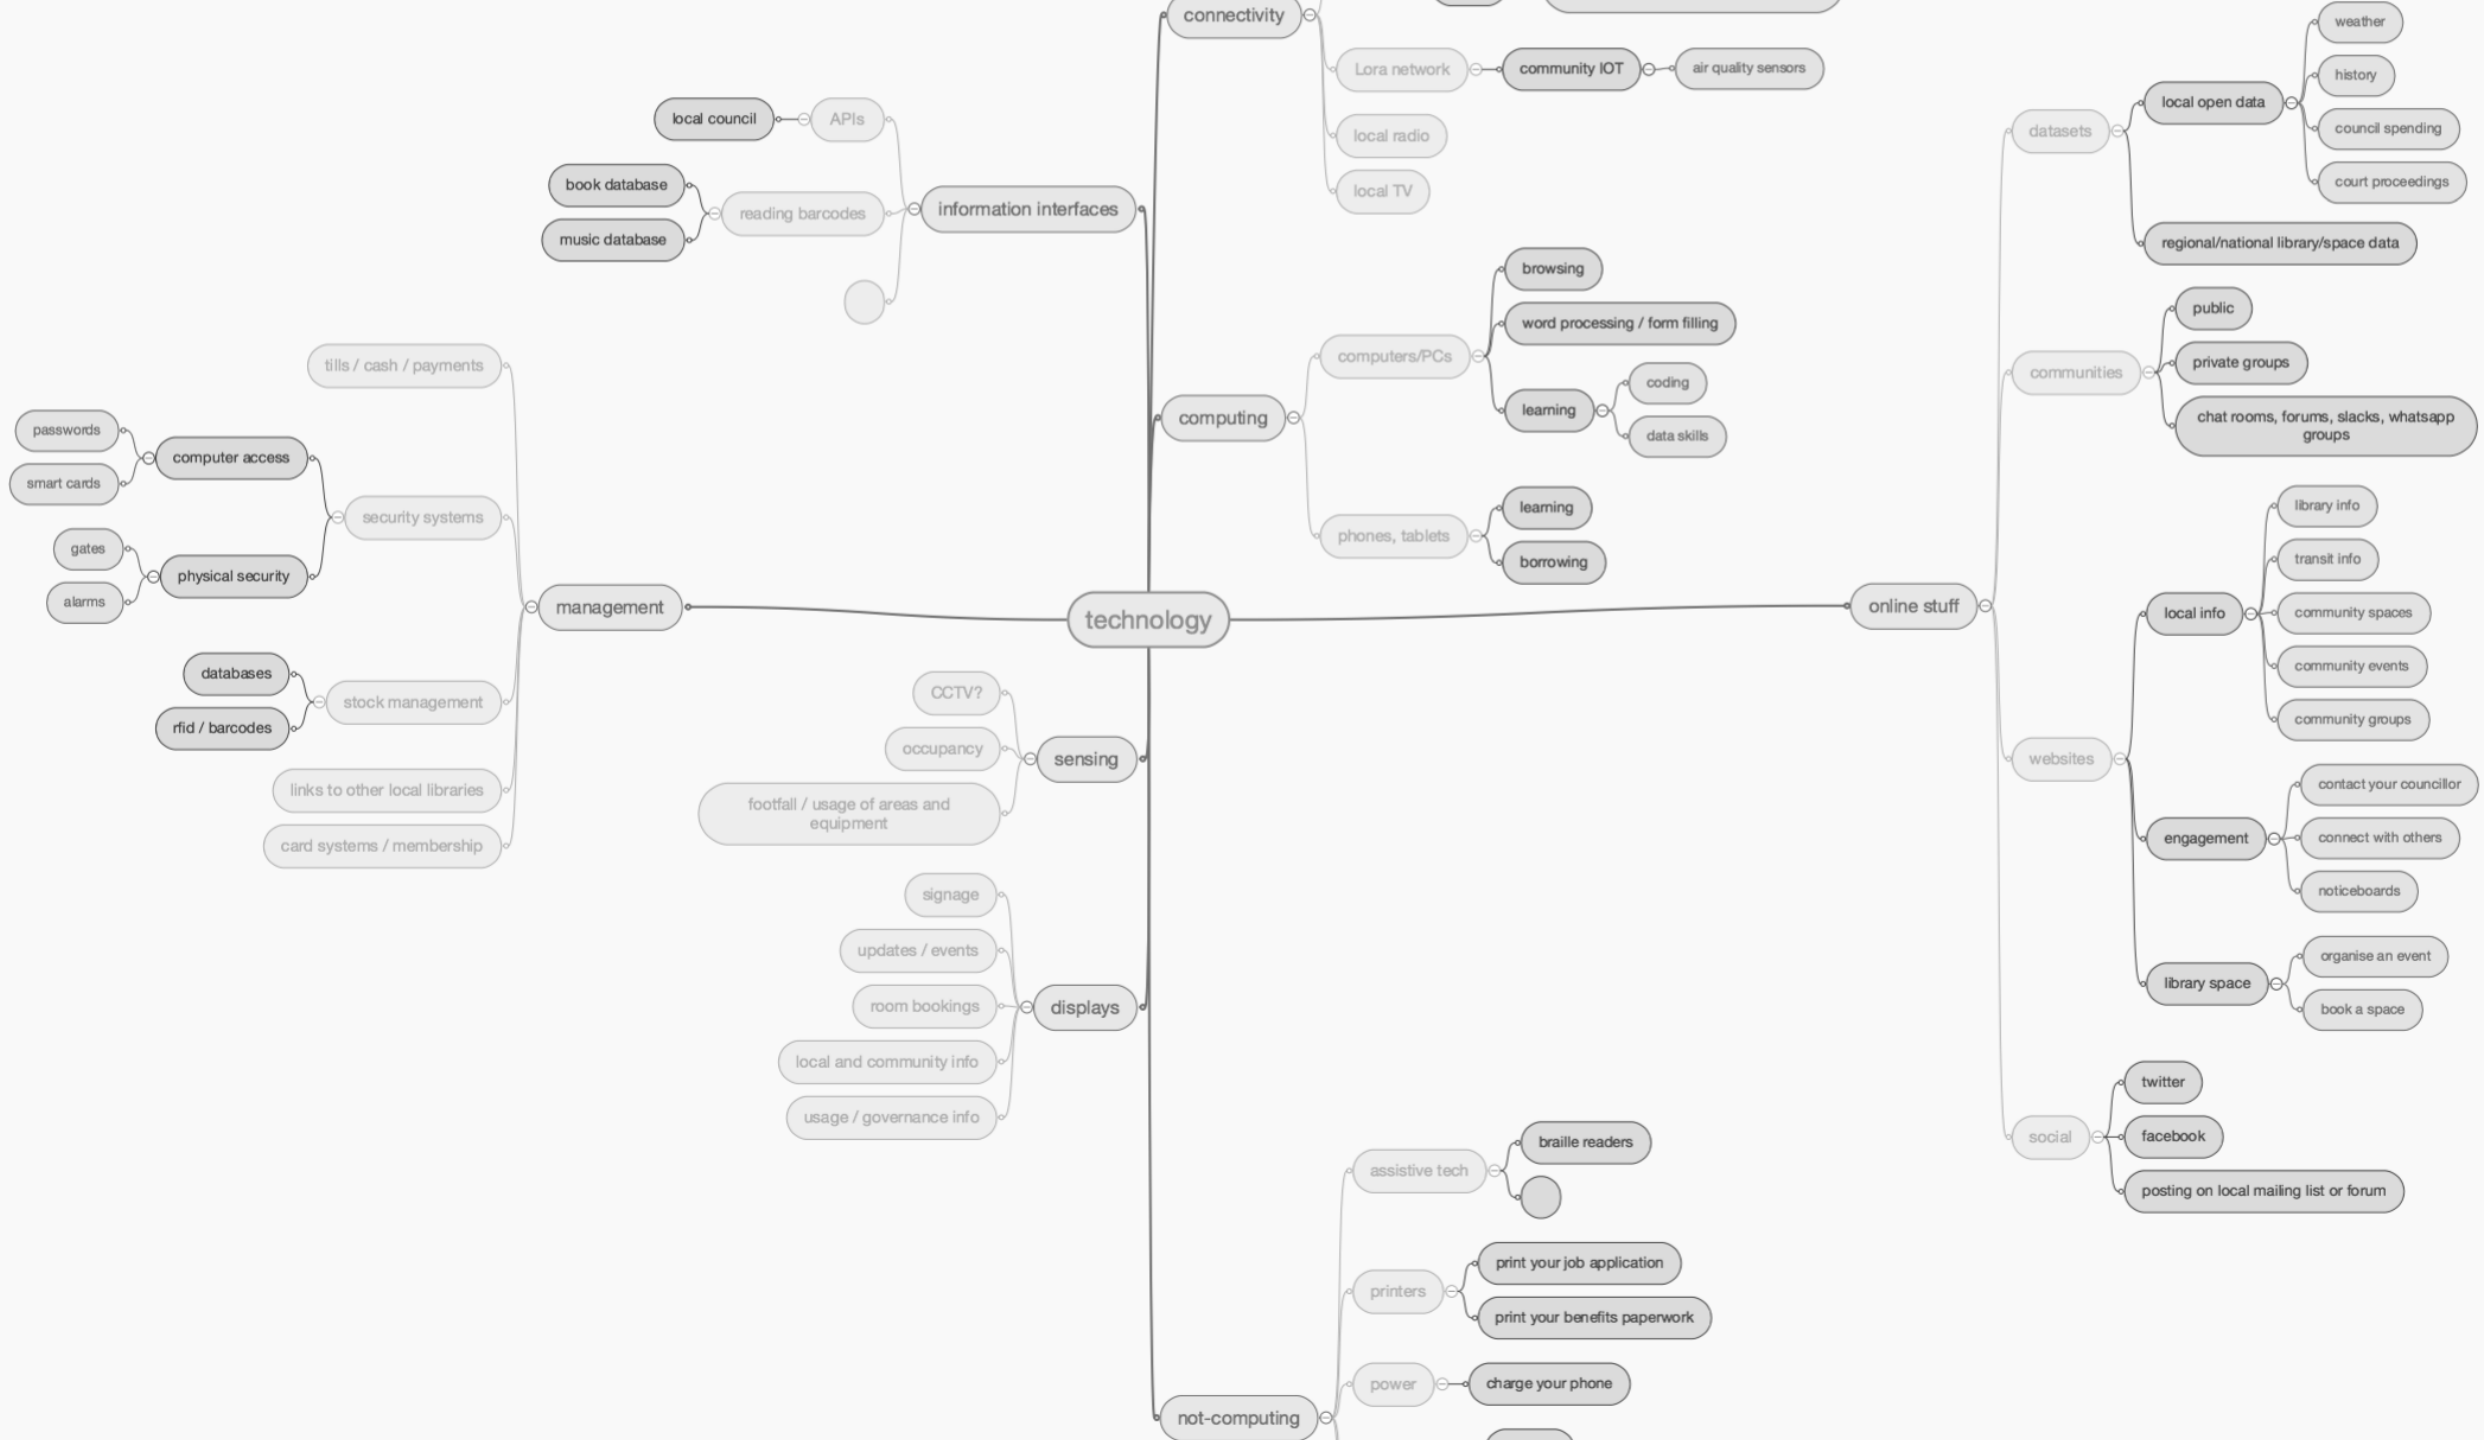 connectivity
Lora network
community IOT
air quality sensors
local radio
local TV
local council
APIs
book database
music database
reading barcodes
information interfaces
browsing
word processing / form filling
computers/PCs
learning
coding
data skills
computing
phones, tablets
learning
borrowing
tills / cash / payments
passwords
smart cards
computer access
gates
alarms
physical security
security systems
management
databases
rfid / barcodes
stock management
links to other local libraries
card systems / membership
technology
CCTV?
occupancy
footfall / usage of areas and
equipment
sensing
signage
updates / events
room bookings
local and community info
usage / governance info
displays
online stuff
datasets
local open data
weather
history
council spending
court proceedings
regional/national library/space data
communities
public
private groups
chat rooms, forums, slacks, whatsapp
groups
websites
local info
library info
transit info
community spaces
community events
community groups
engagement
contact your councillor
connect with others
noticeboards
library space
organise an event
book a space
social
twitter
facebook
posting on local mailing list or forum
assistive tech
braille readers
printers
print your job application
print your benefits paperwork
power
charge your phone
not-computing